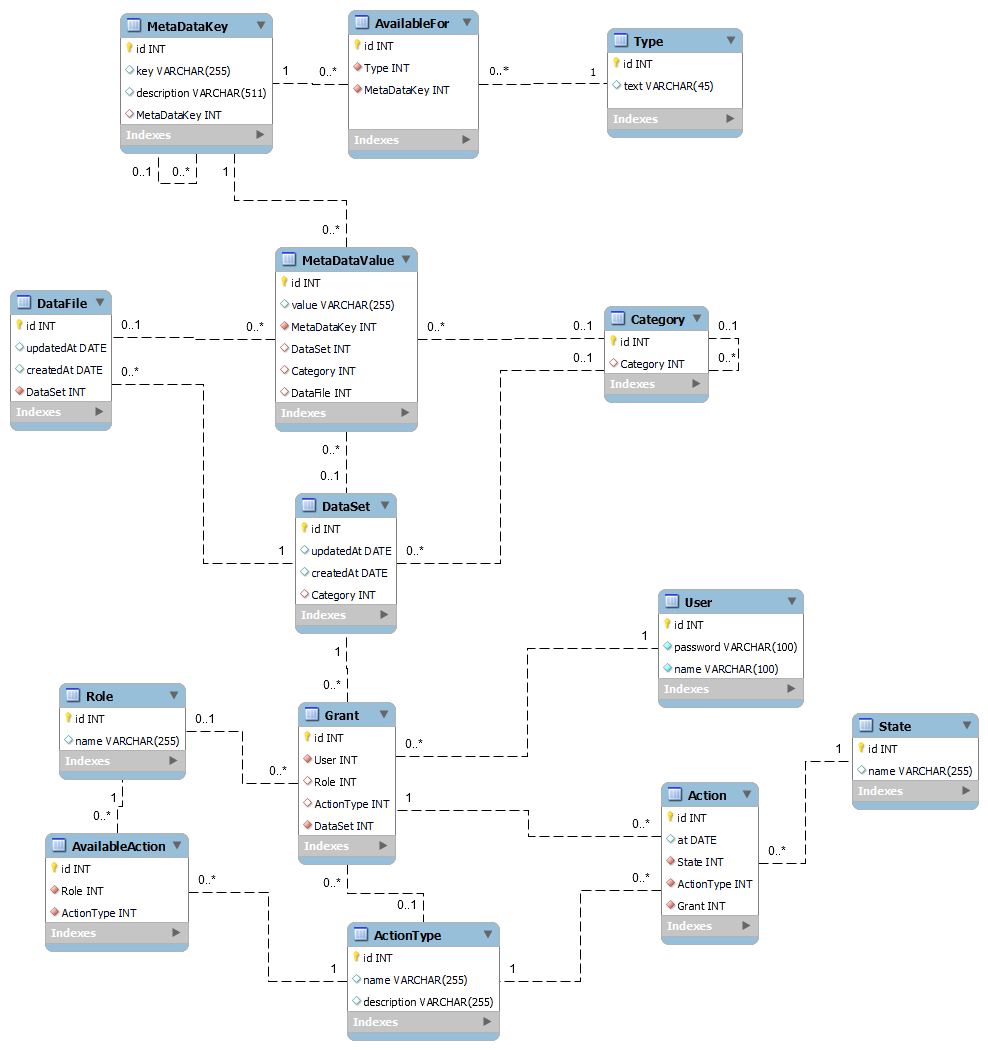 MetaDataKey
id INT
key VARCHAR(255)
description VARCHAR(511)
MetaDataKey INT
Indexes
AvailableFor
id INT
Type INT
MetaDataKey INT
Indexes
Type
id INT
text VARCHAR(45)
Indexes
1
0..*
0..*
1
0..1
0..*
1
0..*
MetaDataValue
id INT
value VARCHAR(255)
MetaDataKey INT
DataSet INT
Category INT
DataFile INT
Indexes
DataFile
id INT
updatedAt DATE
createdAt DATE
DataSet INT
Indexes
0..1
0..*
0..*
0..*
0..1
0..1
Category
id INT
Category INT
Indexes
0..1
0..*
0..*
0..1
DataSet
id INT
updatedAt DATE
createdAt DATE
Category INT
Indexes
1
0..*
1
0..*
User
id INT
password VARCHAR(100)
name VARCHAR(100)
Indexes
1
0..*
Role
id INT
name VARCHAR(255)
Indexes
0..1
0..*
Grant
id INT
User INT
Role INT
ActionType INT
DataSet INT
Indexes
1
0..*
State
id INT
name VARCHAR(255)
Indexes
1
0..*
Action
id INT
at DATE
State INT
ActionType INT
Grant INT
Indexes
0..*
1
0..*
AvailableAction
id INT
Role INT
ActionType INT
Indexes
0..*
1
0..*
0..1
ActionType
id INT
name VARCHAR(255)
description VARCHAR(255)
Indexes
1